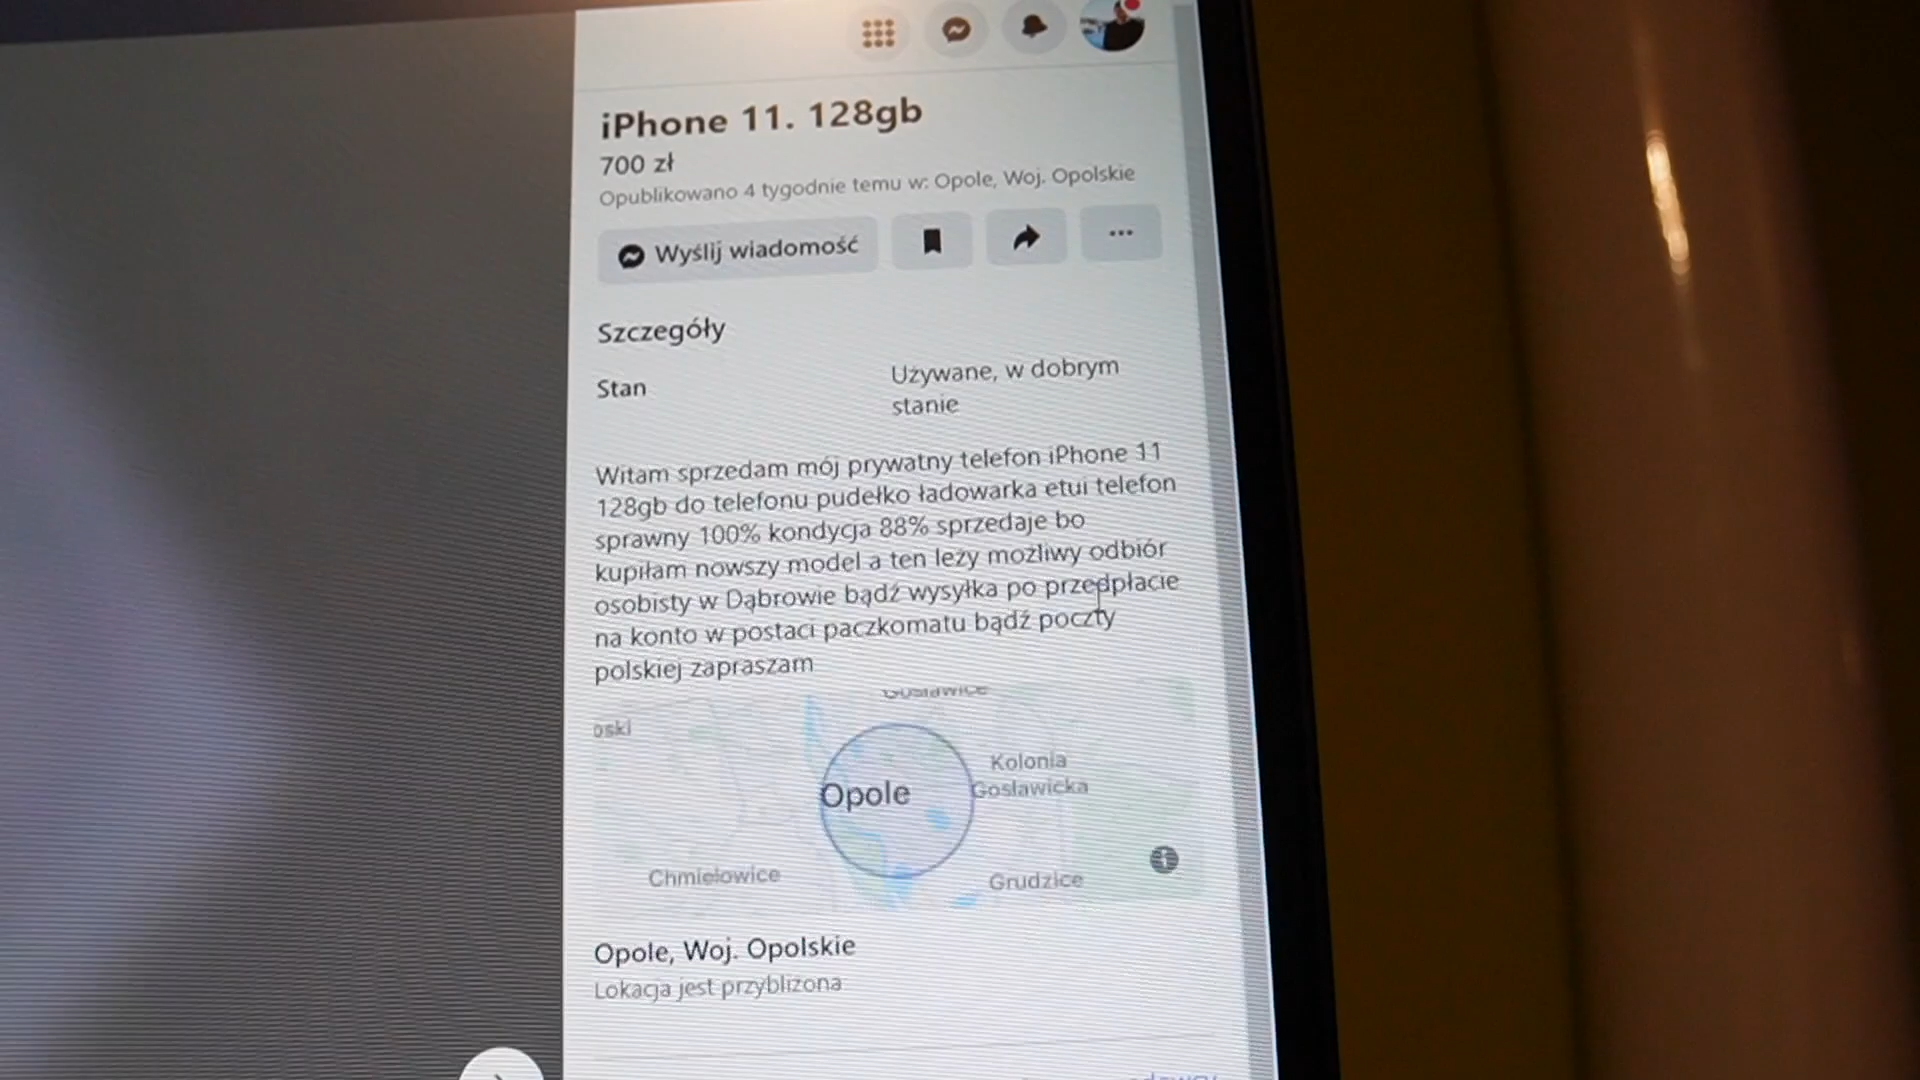 iPhone 11. 128gb
700 zł
Opublikowano 4 tygodnie temu w: Opole, Woj. Opolskie
Wyślij wiadomość
Szczegóły
Stan
Używane, w dobrym
stanie
Witam sprzedam mój prywatny telefon iPhone 11
128gb do telefonu pudełko ładowarka etui telefon
sprawny 100% kondycja 88% sprzedaje bo
kupiłam nowszy model a ten leży możliwy odbiór
osobisty w Dąbrowie bądź wysyłka po przedpłacie
na konto w postaci paczkomatu bądź poczty
polskiej zapraszam
oski
Kolonia
Gosławicka
Opole
Chmielowice
Grudzice
Opole, Woj. Opolskie
Lokacja jest przybliżona